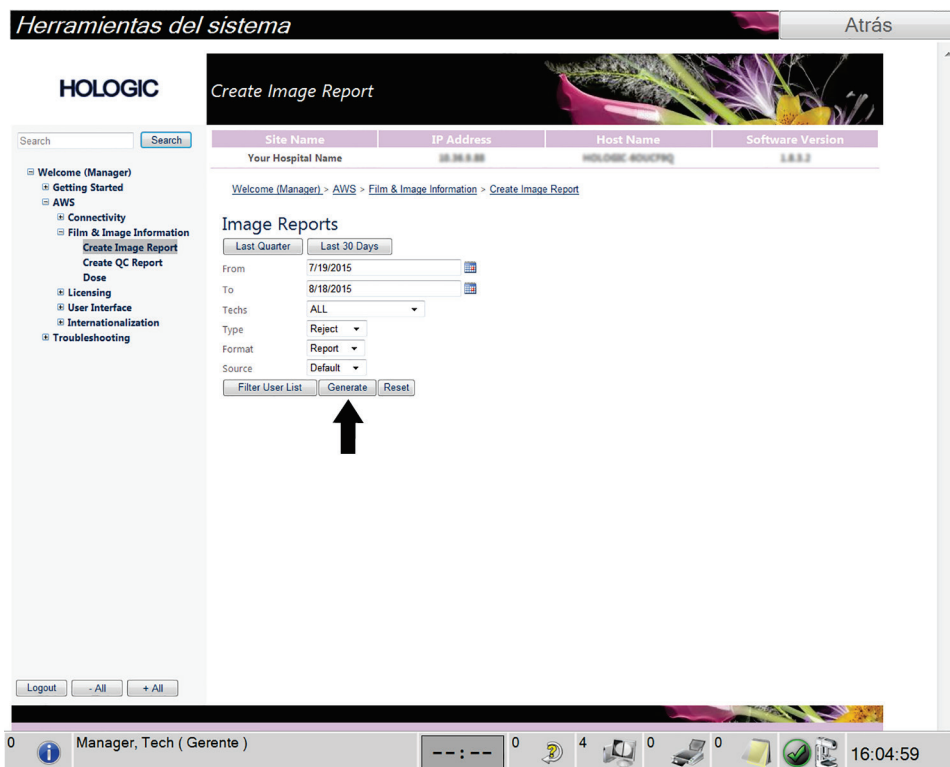 Herramientas del sistema
Atrás
HOLOGIC
Create Image Report
Search
Search
Site Name IP Address Host Name Software Version
Your Hospital Name 1.8.3.2
Welcome (Manager)
Getting Started
AWS
Connectivity
Film & Image Information
Create Image Report
Create QC Report
Dose
Licensing
User Interface
Internationalization
Troubleshooting
Welcome (Manager) > AWS > Film & Image Information > Create Image Report
Image Reports
Last Quarter Last 30 Days
From 7/19/2015
To 8/18/2015
Techs ALL
Type Reject
Format Report
Source Default
Filter User List Generate Reset
Logout - All + All
0 Manager, Tech ( Gerente ) --:-- 0 4 0 0 16:04:59